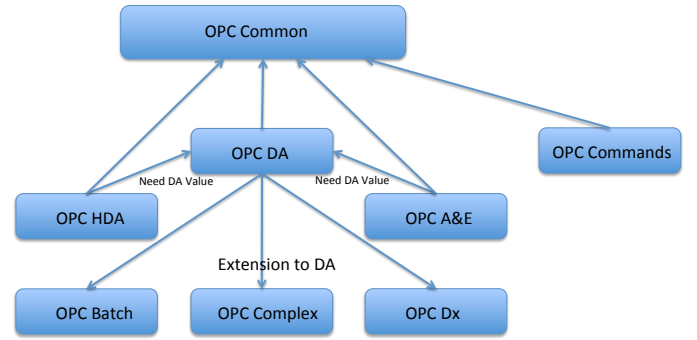 OPC Common
OPC DA
OPC Commands
Need DA Value
Need DA Value
OPC HDA
OPC A&E
Extension to DA
OPC Batch
OPC Complex
OPC Dx